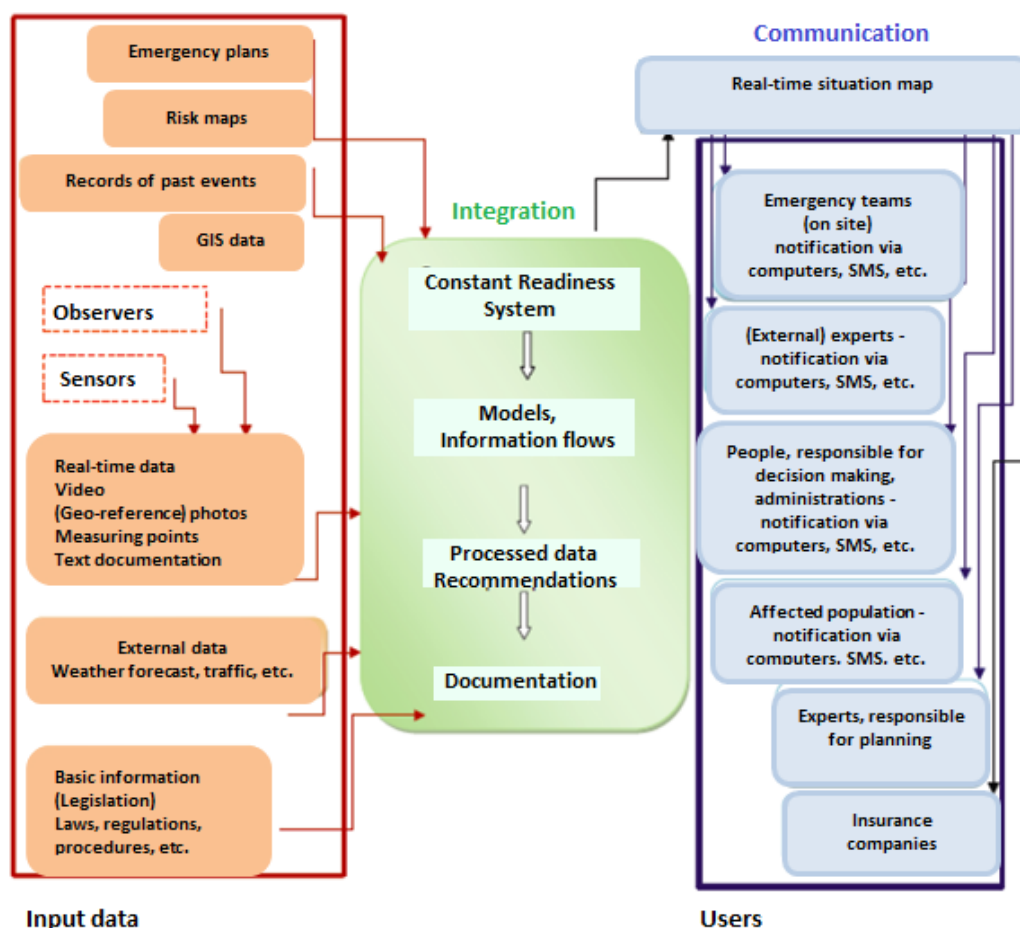 Emergency plans
Risk maps
Records of past events
GIS data
Observers
Sensors
Real-time data
Video
(Geo-reference) photos
Measuring points
Text documentation
External data
Weather forecast, traffic, etc.
Basic information
(Legislation)
Laws, regulations,
procedures, etc.
Input data
Integration
Constant Readiness
System
Models,
Information flows
Processed data
Recommendations
Documentation
Communication
Real-time situation map
Emergency teams
(on site)
notification via
computers, SMS, etc.
(External) experts -
notification via
computers, SMS, etc.
People, responsible for
decision making,
administrations -
notification via
computers, SMS, etc.
Affected population -
notification via
computers. SMS. etc.
Experts, responsible
for planning
Insurance
companies
Users